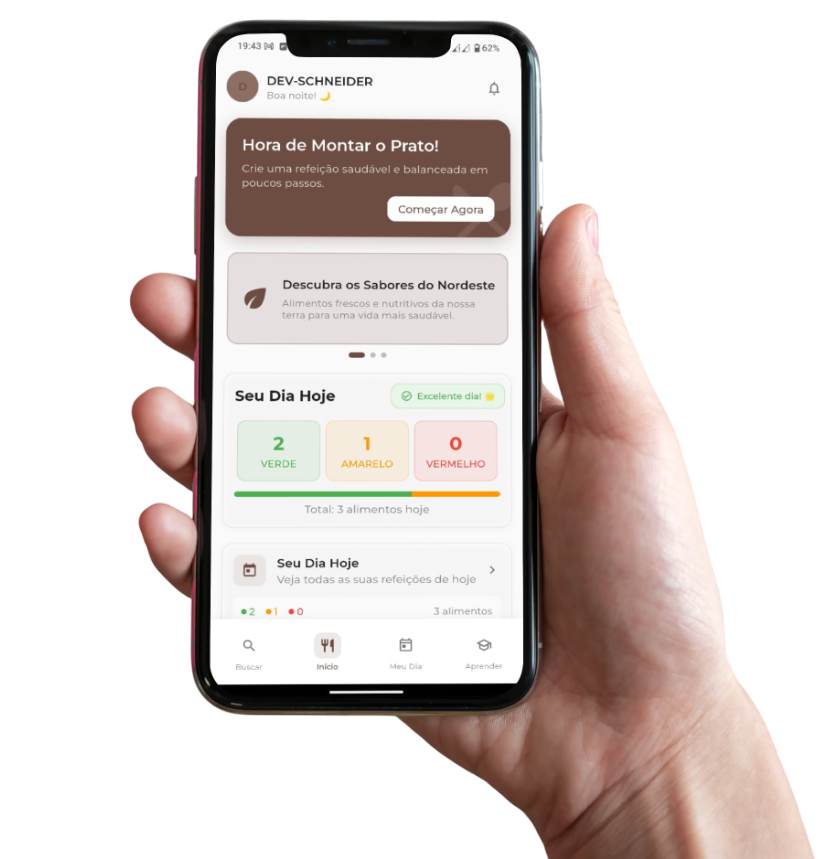 19:43
62%
D
DEV-SCHNEIDER
Boa noite! 🌙
Hora de Montar o Prato!
Crie uma refeição saudável e balanceada em
poucos passos.
Começar Agora
Descubra os Sabores do Nordeste
Alimentos frescos e nutritivos da nossa
terra para uma vida mais saudável.
Seu Dia Hoje
Excelente dia! 🌟
2
VERDE
1
AMARELO
0
VERMELHO
Total: 3 alimentos hoje
Seu Dia Hoje
Veja todas as suas refeições de hoje
2 1 0
3 alimentos
Buscar
Início
Meu Dia
Aprender